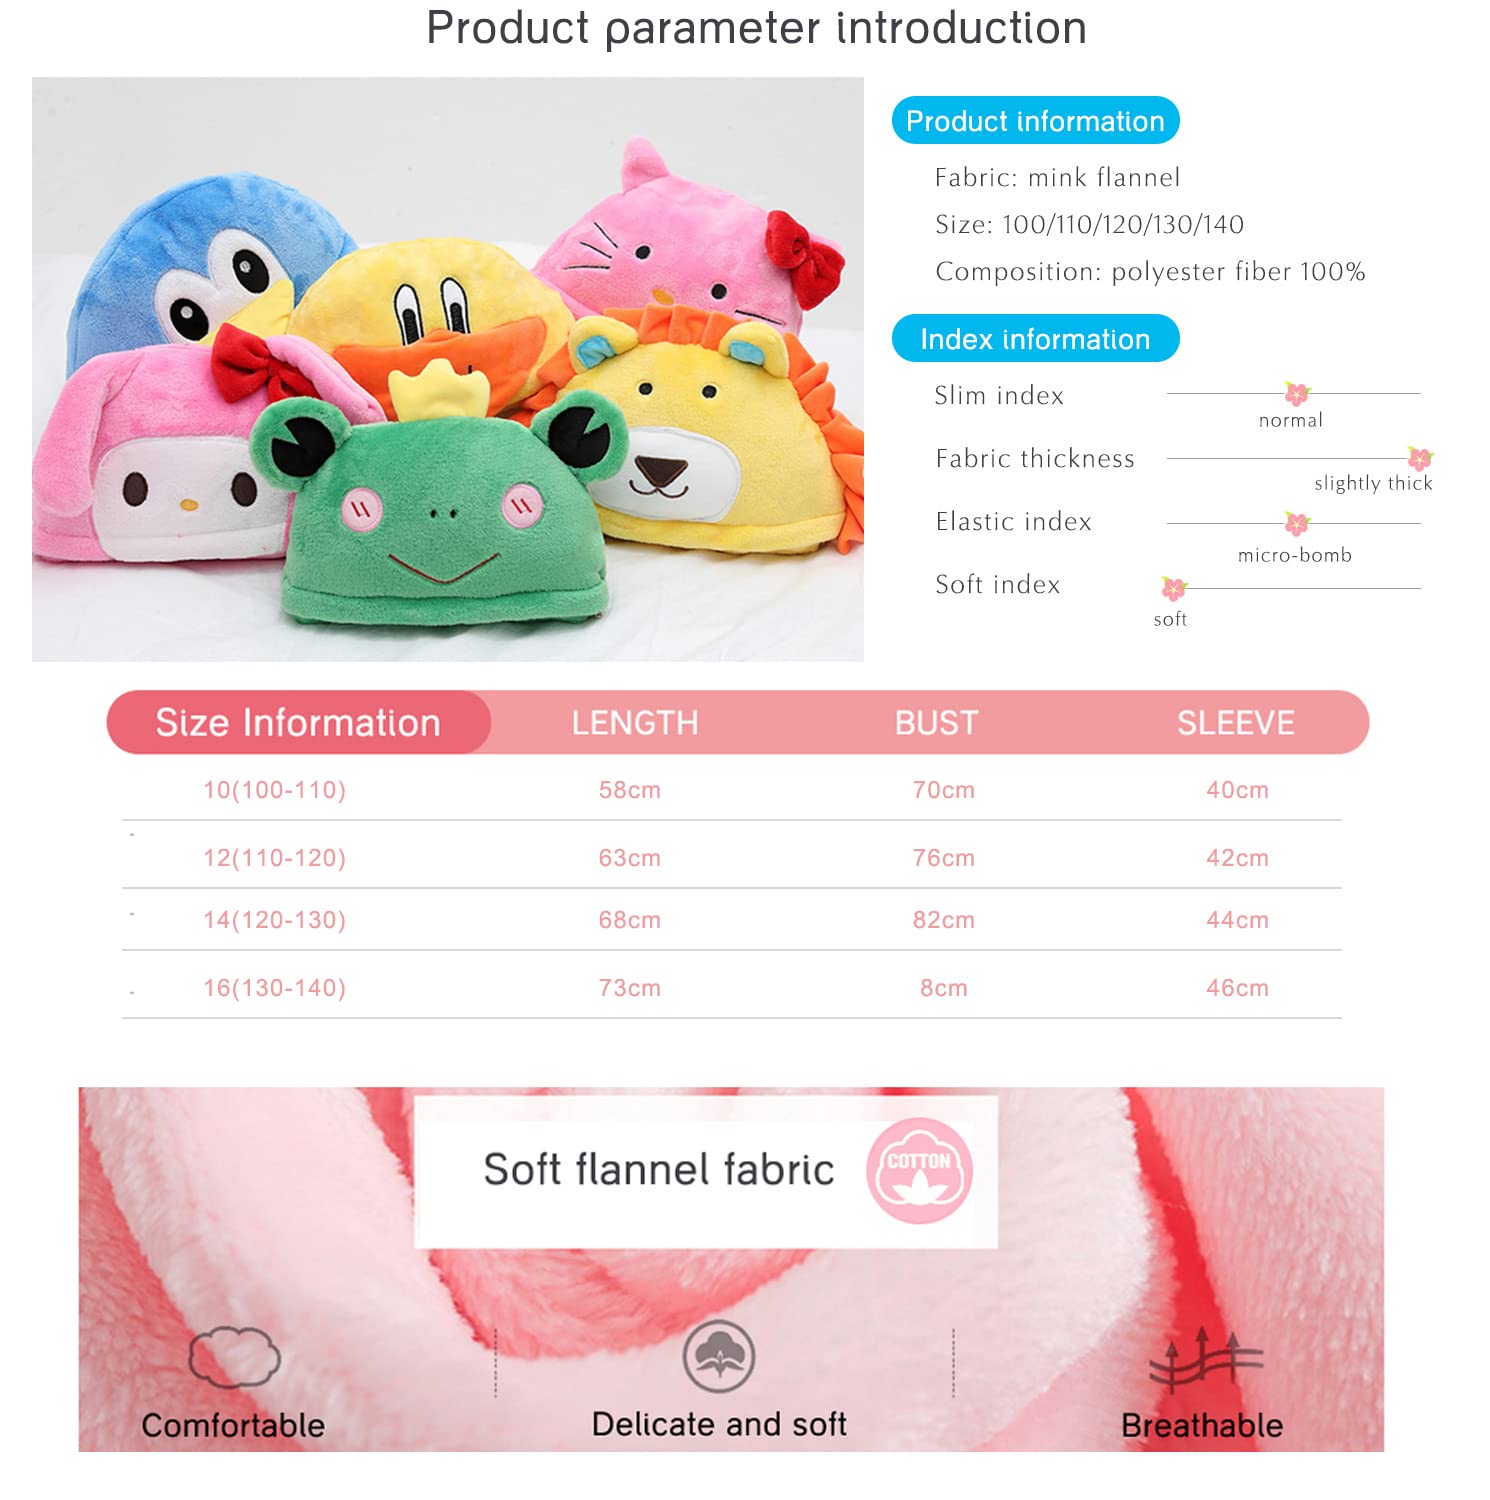 Product parameter introduction
Product information
Fabric: mink flannel
Size: 100/110/120/130/140
Composition: polyester fiber 100%
Index information
Slim index
normal
Fabric thickness
slightly thick
Elastic index
micro-bomb
Soft index
soft
Size Information LENGTH BUST SLEEVE
10(100-110) 58cm 70cm 40cm
12(110-120) 63cm 76cm 42cm
14(120-130) 68cm 82cm 44cm
16(130-140) 73cm 8cm 46cm
Soft flannel fabric
COTTON
Comfortable
Delicate and soft
Breathable